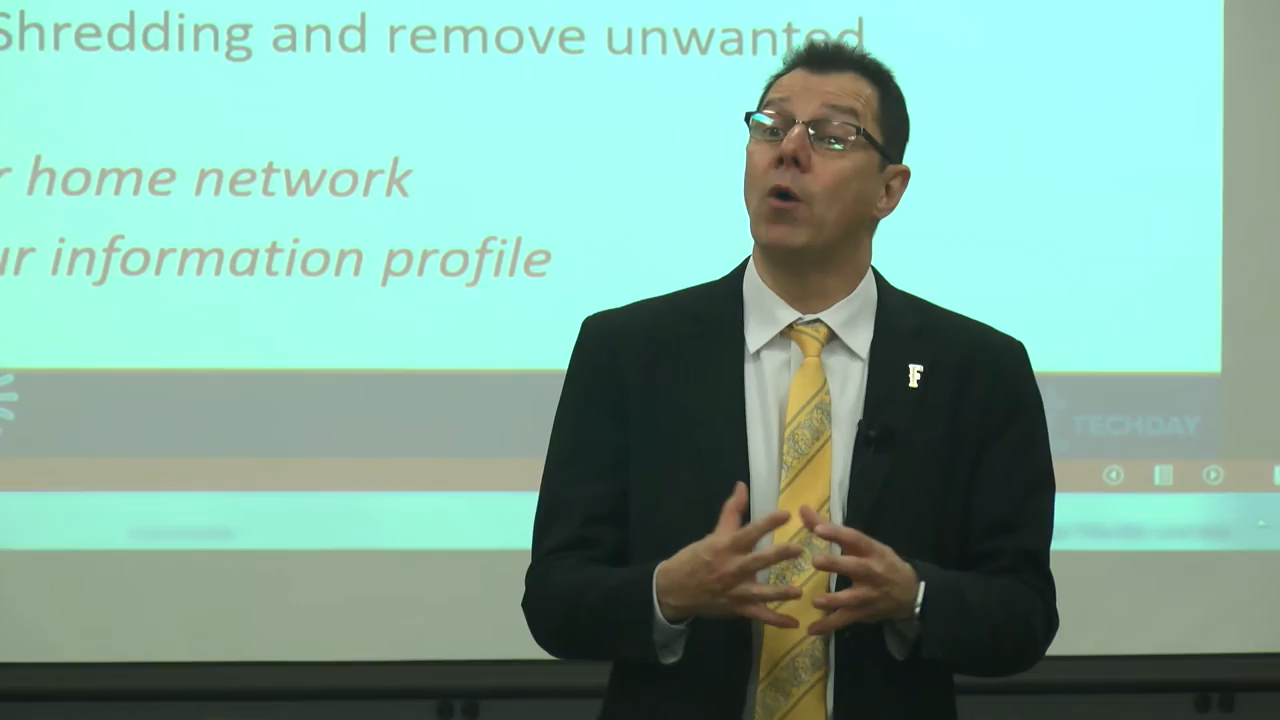 Shredding and remove unwanted
r home network
ur information profile
F
TECHDAY